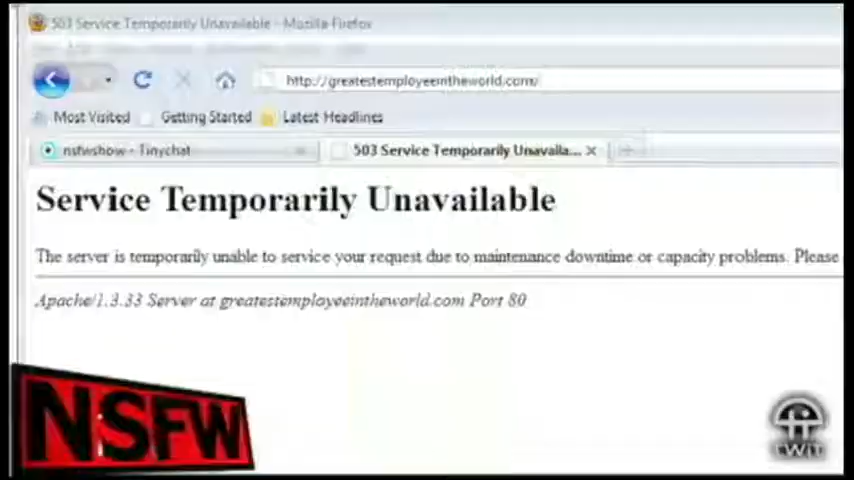 503 Service Temporarily Unavailable - Mozilla Firefox
http://greatestemployeeintheworld.com/
Most Visited Getting Started Latest Headlines
nsfwshow - Tinychat 503 Service Temporarily Unavaila...
Service Temporarily Unavailable
The server is temporarily unable to service your request due to maintenance downtime or capacity problems. Please
Apache/1.3.33 Server at greatestemployeeintheworld.com Port 80
NSFW
TWiT